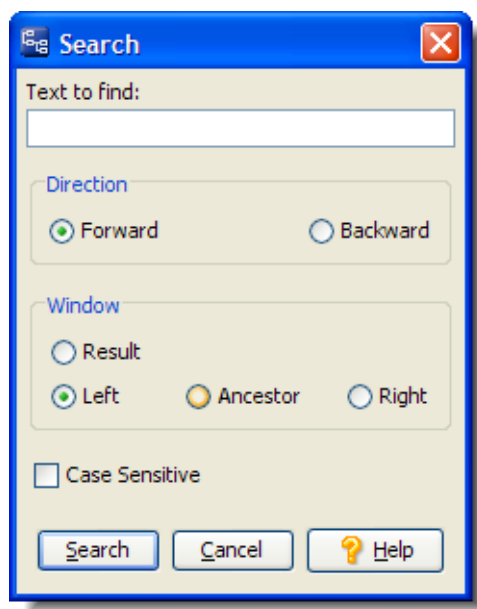 Search
Text to find:
Direction
Forward Backward
Window
Result
Left Ancestor Right
Case Sensitive
Search Cancel Help